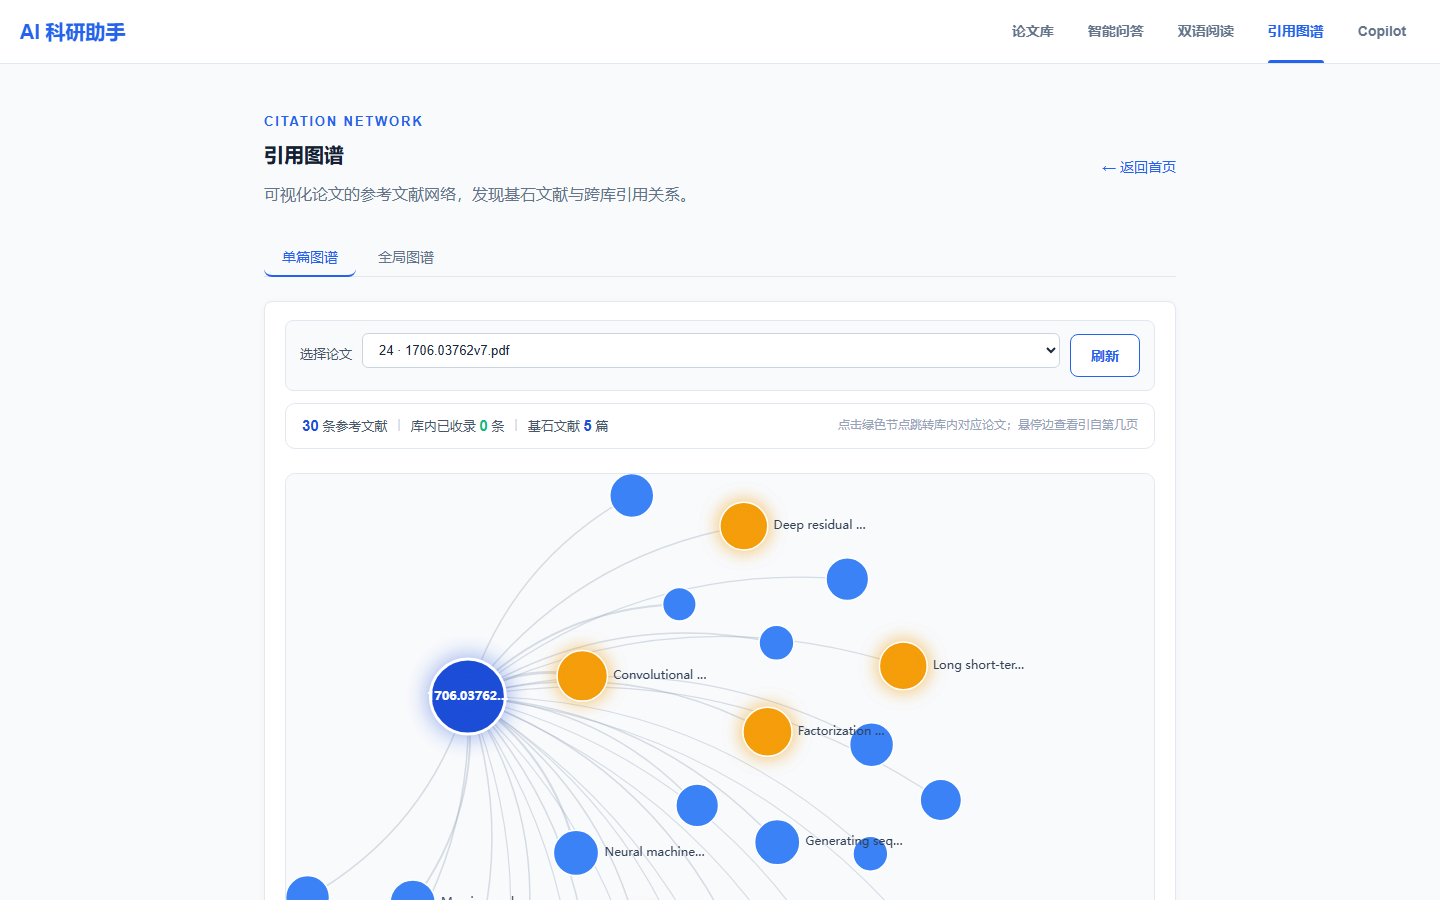 AI 科研助手
论文库 智能问答 双语阅读 引用图谱 Copilot
CITATION NETWORK
引用图谱
← 返回首页
可视化论文的参考文献网络，发现基石文献与跨库引用关系。
单篇图谱 全局图谱
选择论文 24 · 1706.03762v7.pdf 刷新
30 条参考文献 | 库内已收录 0 条 | 基石文献 5 篇 点击绿色节点跳转库内对应论文；悬停边查看引自第几页
Deep residual ...
Long short-ter...
Convolutional ...
706.03762...
Factorization ...
Generating seq...
Neural machine...